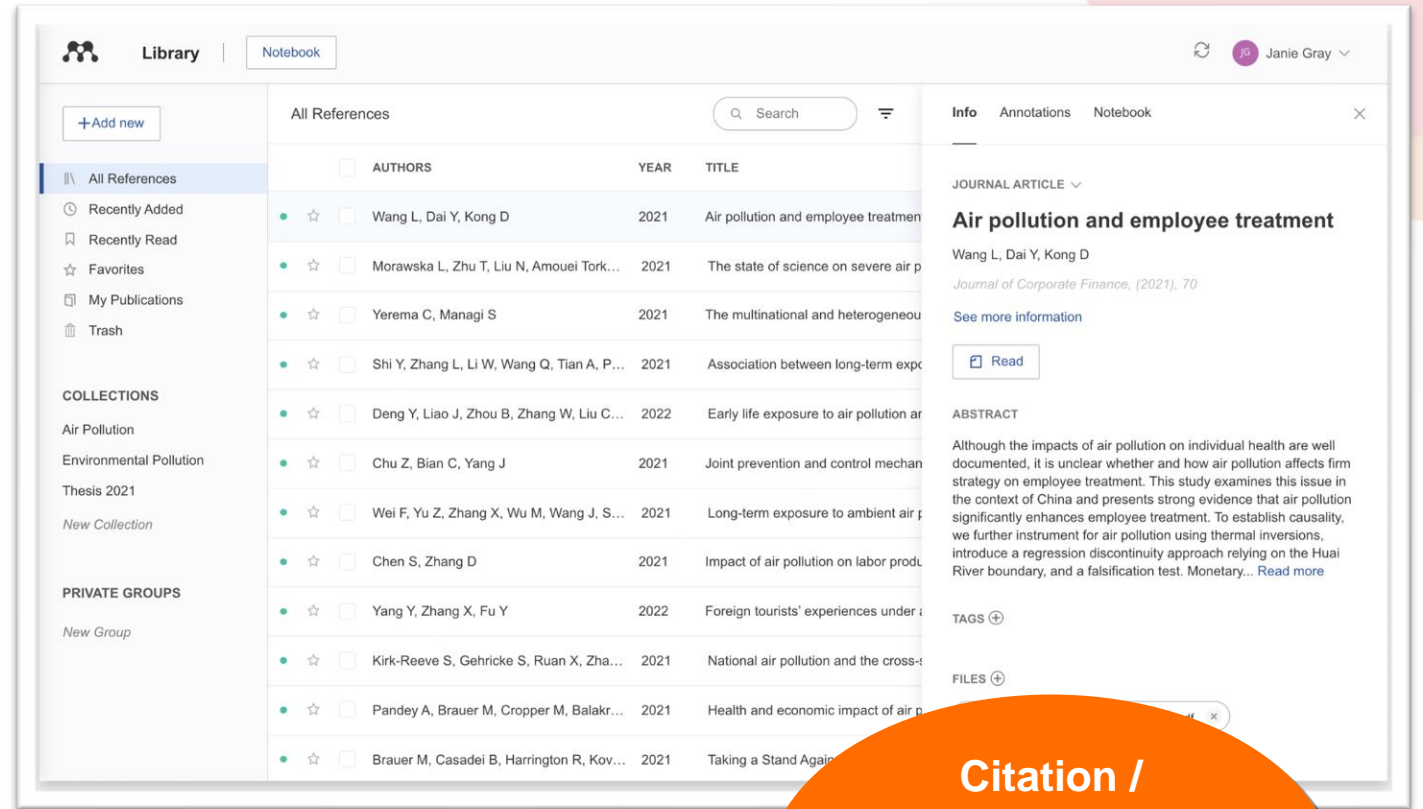 Library
Notebook
JG
Janie Gray
+Add new
All References
Recently Added
Recently Read
Favorites
My Publications
Trash
COLLECTIONS
Air Pollution
Environmental Pollution
Thesis 2021
New Collection
PRIVATE GROUPS
New Group
All References
Search
AUTHORS YEAR TITLE
Wang L, Dai Y, Kong D 2021 Air pollution and employee treatmen
Morawska L, Zhu T, Liu N, Amouei Tork... 2021 The state of science on severe air p
Yerema C, Managi S 2021 The multinational and heterogeneou
Shi Y, Zhang L, Li W, Wang Q, Tian A, P... 2021 Association between long-term expo
Deng Y, Liao J, Zhou B, Zhang W, Liu C... 2022 Early life exposure to air pollution an
Chu Z, Bian C, Yang J 2021 Joint prevention and control mechan
Wei F, Yu Z, Zhang X, Wu M, Wang J, S... 2021 Long-term exposure to ambient air p
Chen S, Zhang D 2021 Impact of air pollution on labor produ
Yang Y, Zhang X, Fu Y 2022 Foreign tourists' experiences under a
Kirk-Reeve S, Gehricke S, Ruan X, Zha... 2021 National air pollution and the cross-s
Pandey A, Brauer M, Cropper M, Balakr... 2021 Health and economic impact of air p
Brauer M, Casadei B, Harrington R, Kov... 2021 Taking a Stand Again
Info Annotations Notebook
JOURNAL ARTICLE
Air pollution and employee treatment
Wang L, Dai Y, Kong D
Journal of Corporate Finance, (2021), 70
See more information
Read
ABSTRACT
Although the impacts of air pollution on individual health are well
documented, it is unclear whether and how air pollution affects firm
strategy on employee treatment. This study examines this issue in
the context of China and presents strong evidence that air pollution
significantly enhances employee treatment. To establish causality,
we further instrument for air pollution using thermal inversions,
introduce a regression discontinuity approach relying on the Huai
River boundary, and a falsification test. Monetary... Read more
TAGS
FILES
Citation /